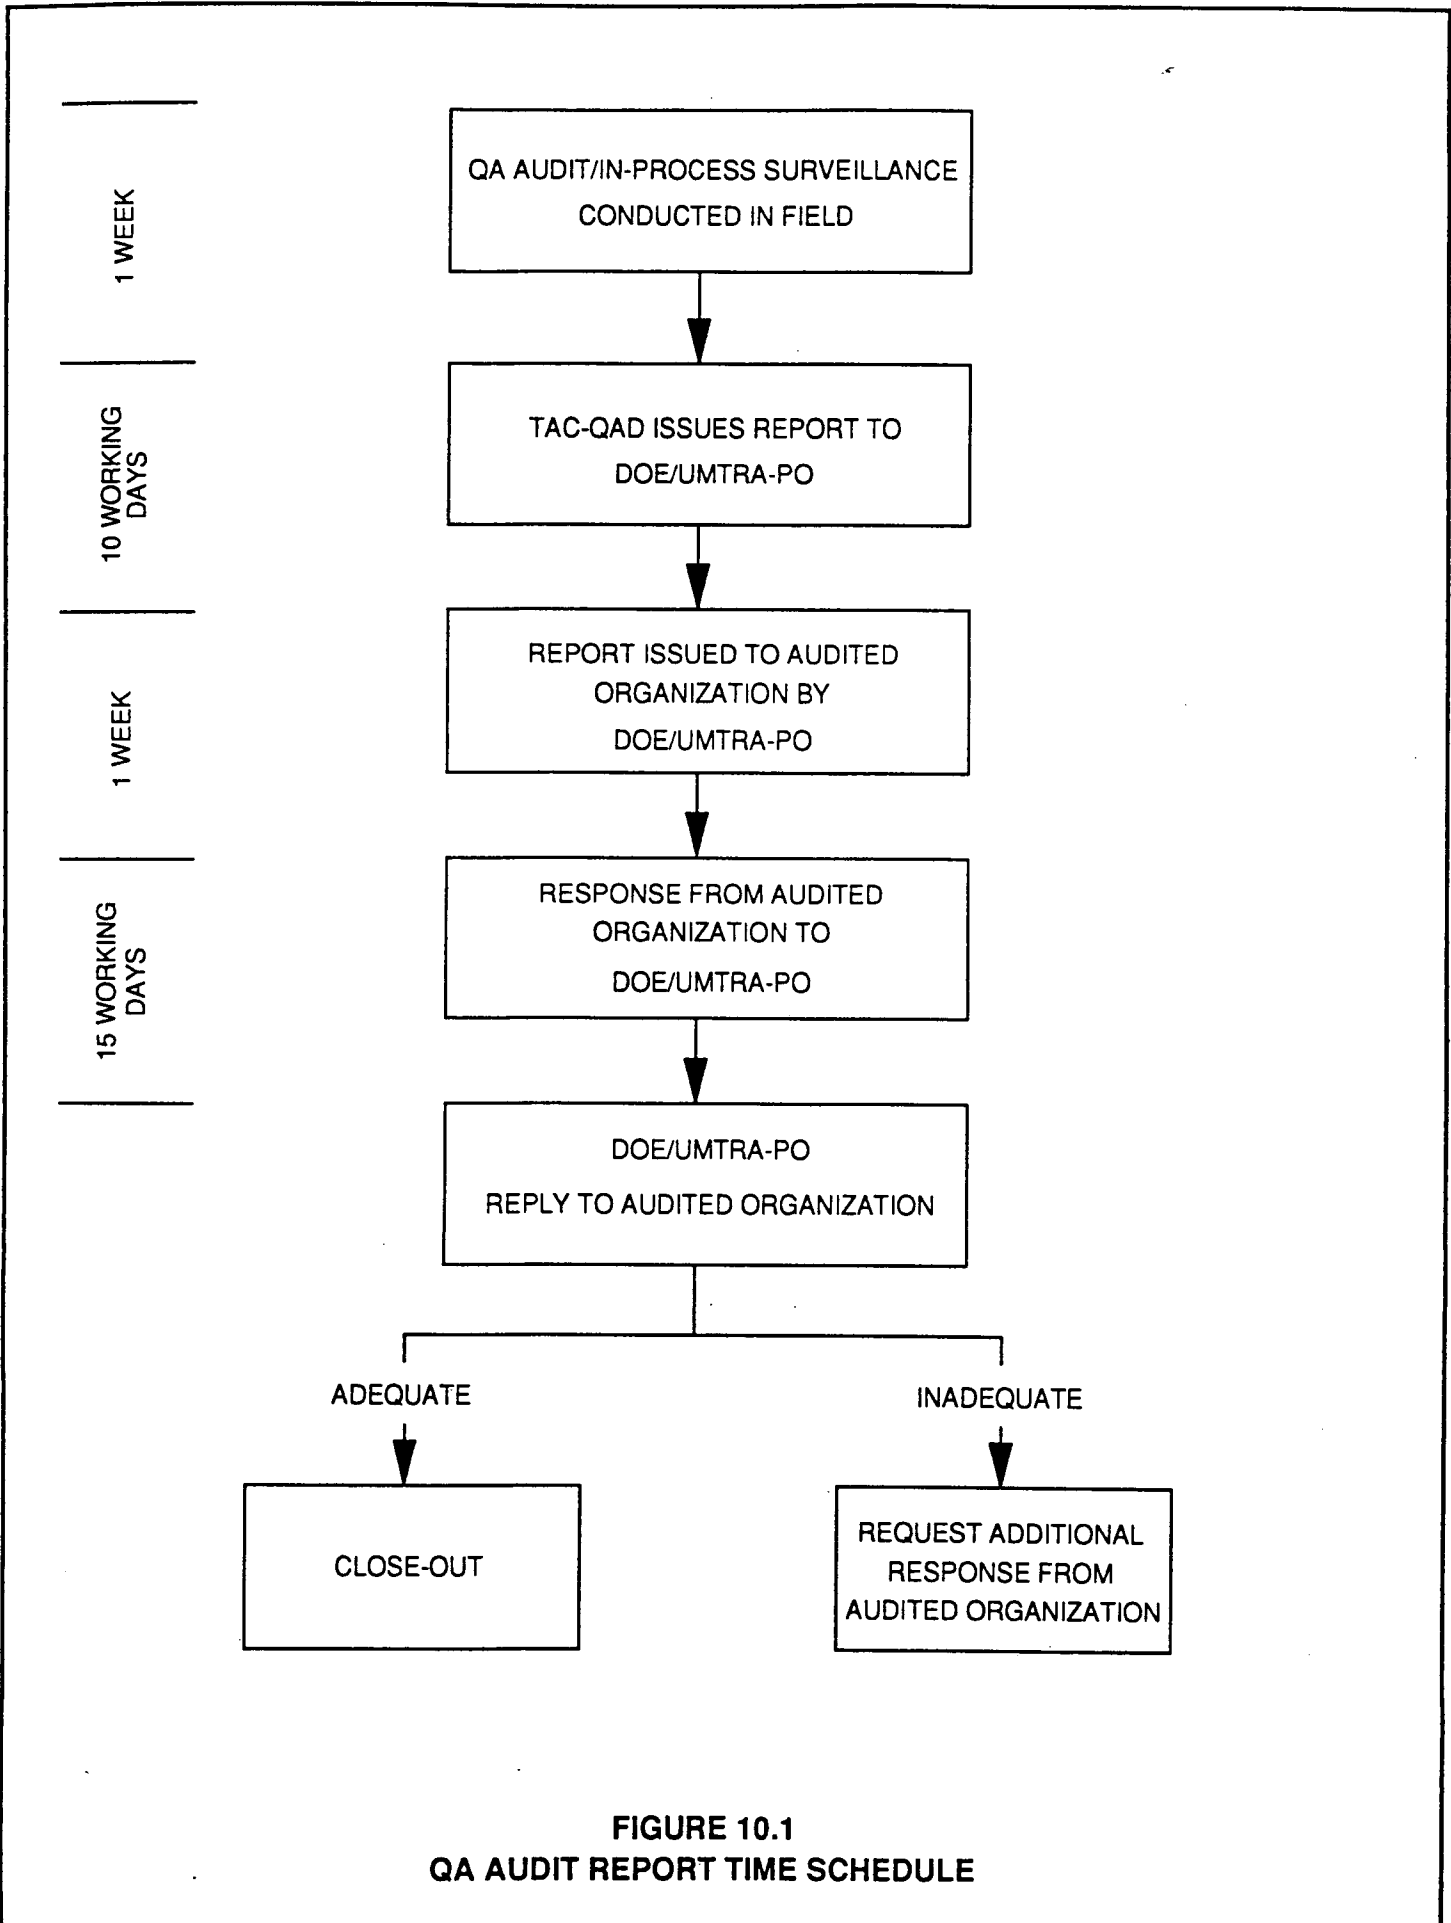 1 WEEK
QA AUDIT/IN-PROCESS SURVEILLANCE
CONDUCTED IN FIELD
10 WORKING
DAYS
TAC-QAD ISSUES REPORT TO
DOE/UMTRA-PO
1 WEEK
REPORT ISSUED TO AUDITED
ORGANIZATION BY
DOE/UMTRA-PO
15 WORKING
DAYS
RESPONSE FROM AUDITED
ORGANIZATION TO
DOE/UMTRA-PO
DOE/UMTRA-PO
REPLY TO AUDITED ORGANIZATION
ADEQUATE
INADEQUATE
CLOSE-OUT
REQUEST ADDITIONAL
RESPONSE FROM
AUDITED ORGANIZATION
FIGURE 10.1
QA AUDIT REPORT TIME SCHEDULE